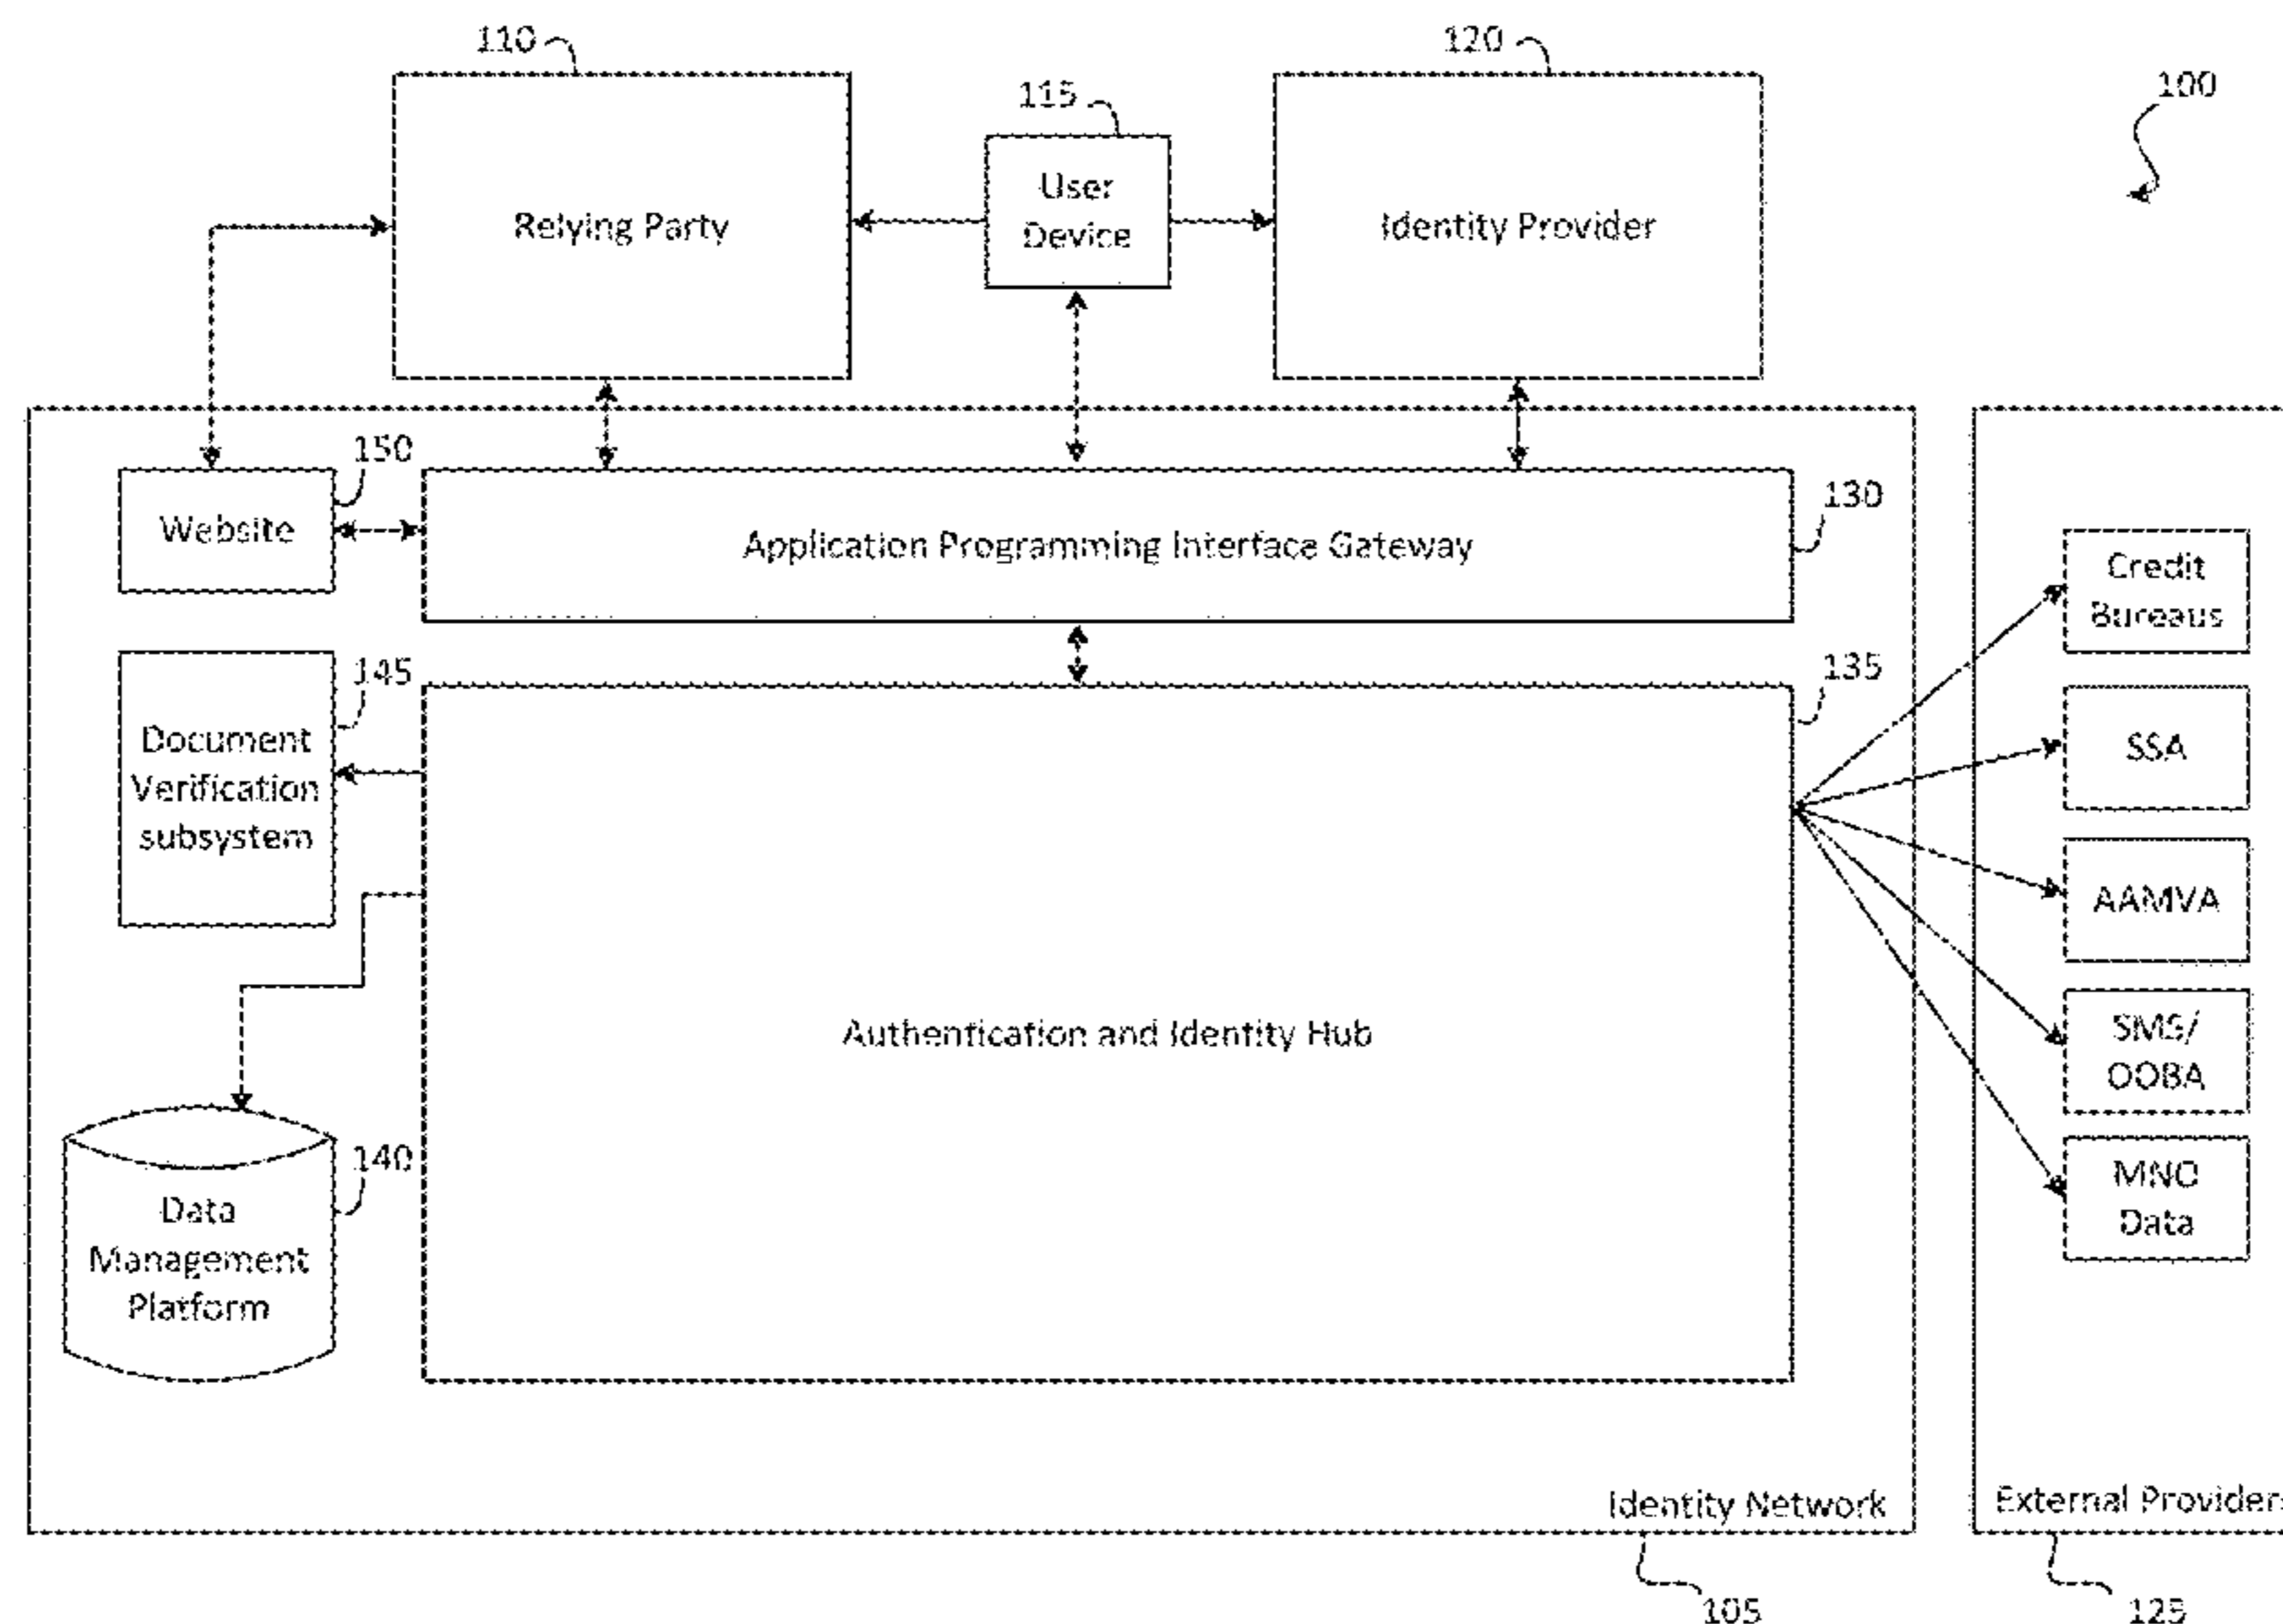 110
120
115
100
Relying Party
User
Device
Identity Provider
150
Website
Application Programming Interface Gateway
130
Credit
Bureaus
145
135
Document
Verification
subsystem
SSA
AAMVA
Authentication and Identity Hub
SMS/
OOBA
140
Data
Management
Platform
MNO
Data
Identity Network
External Provider
105
125